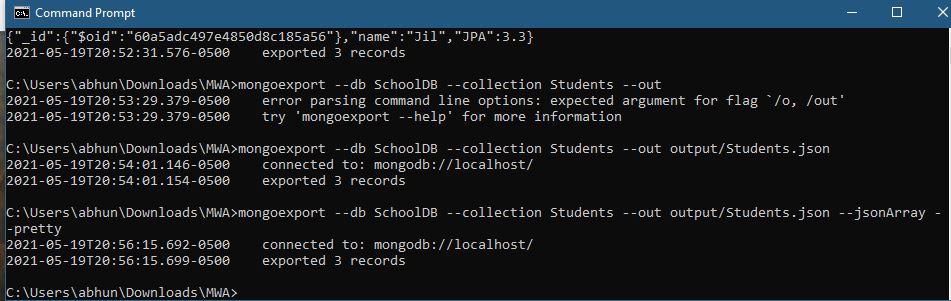 Command Prompt
{"_id":{"$oid":"60a5adc497e4850d8c185a56"},"name":"Jil","JPA":3.3}
2021-05-19T20:52:31.576-0500    exported 3 records
C:\Users\abhun\Downloads\MWA>mongoexport --db SchoolDB --collection Students --out
2021-05-19T20:53:29.379-0500    error parsing command line options: expected argument for flag `/o, /out'
2021-05-19T20:53:29.379-0500    try 'mongoexport --help' for more information
C:\Users\abhun\Downloads\MWA>mongoexport --db SchoolDB --collection Students --out output/Students.json
2021-05-19T20:54:01.146-0500    connected to: mongodb://localhost/
2021-05-19T20:54:01.154-0500    exported 3 records
C:\Users\abhun\Downloads\MWA>mongoexport --db SchoolDB --collection Students --out output/Students.json --jsonArray -
-pretty
2021-05-19T20:56:15.692-0500    connected to: mongodb://localhost/
2021-05-19T20:56:15.699-0500    exported 3 records
C:\Users\abhun\Downloads\MWA>